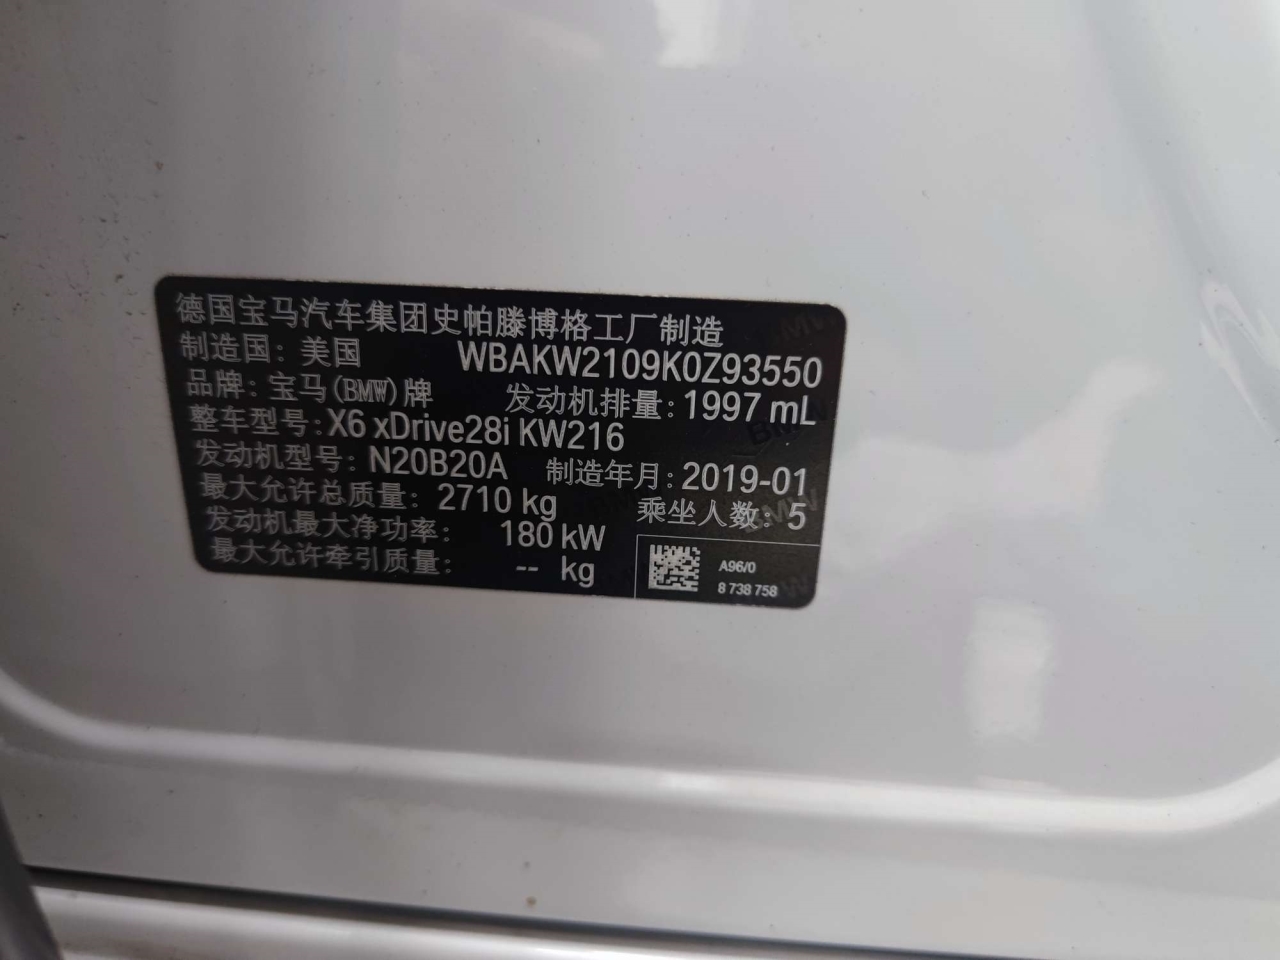 德国宝马汽车集团史帕滕博格工厂制造
制造国: 美国 WBAKW2109K0Z93550
品牌: 宝马(BMW)牌 发动机排量: 1997 mL
整车型号: X6 xDrive28i KW216
发动机型号: N20B20A 制造年月: 2019-01
最大允许总质量: 2710 kg 乘坐人数: 5
发动机最大净功率: 180 kW
最大允许牵引质量: -- kg
A96/0
8 738 758